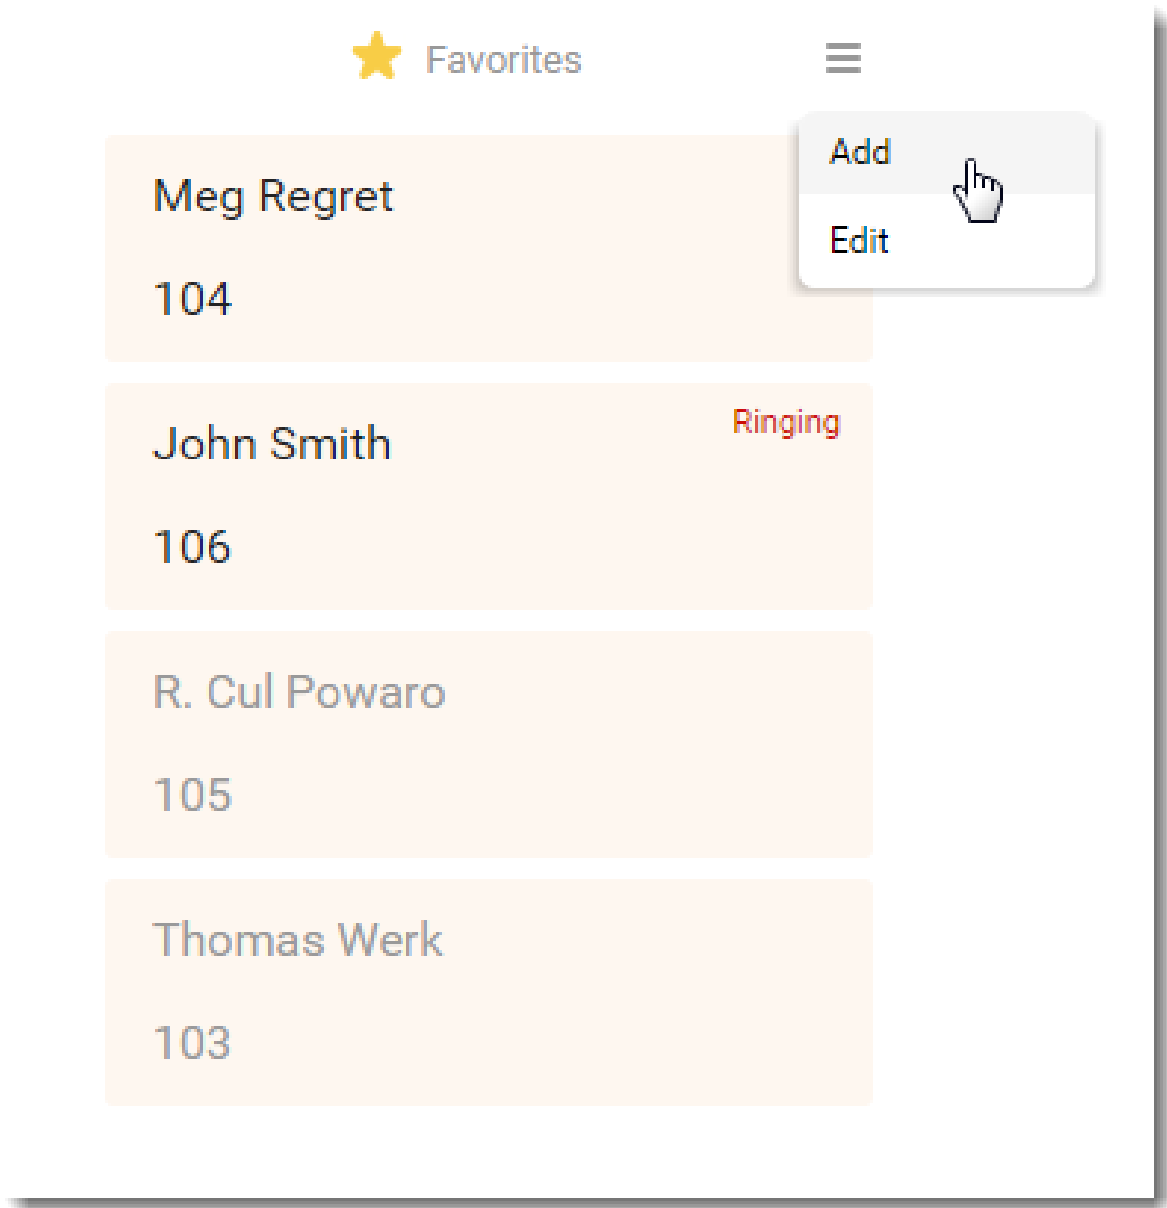 Favorites
Add
Edit
Meg Regret
104
John Smith
Ringing
106
R. Cul Powaro
105
Thomas Werk
103